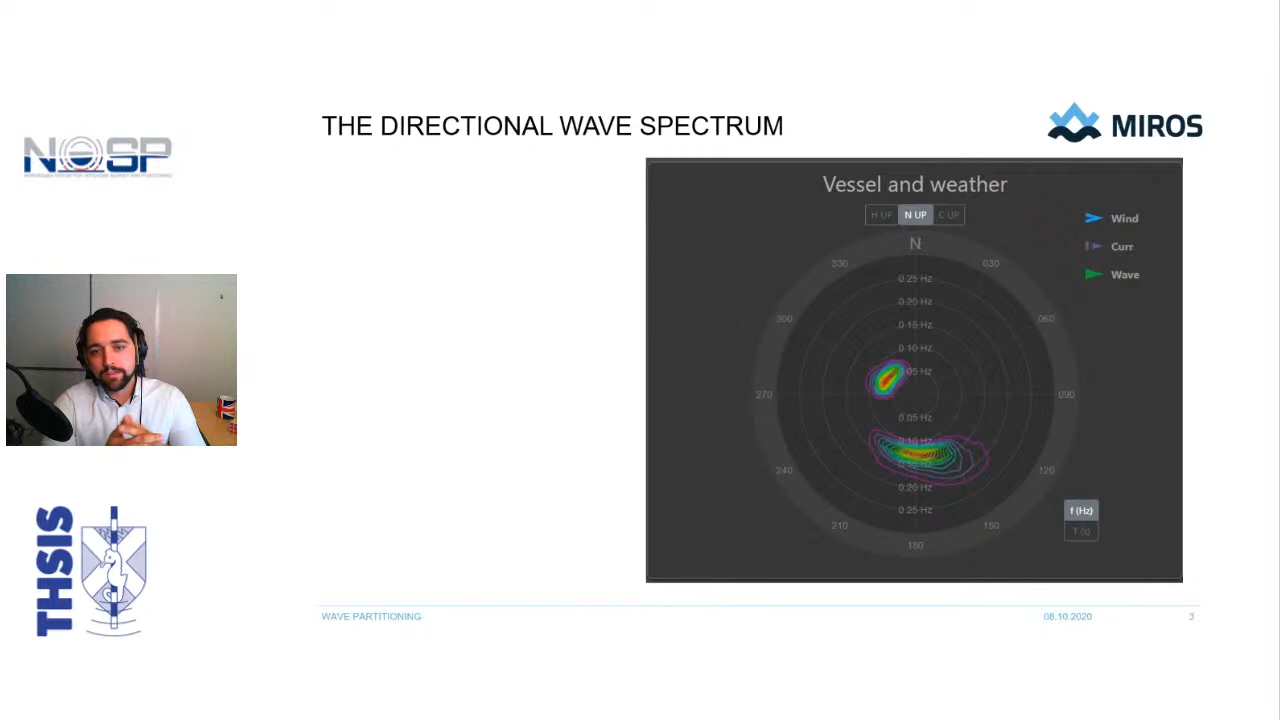 THE DIRECTIONAL WAVE SPECTRUM
MIROS
NOSP
Vessel and weather
H UP N UP C UP
Wind
Curr
Wave
N
330
030
0.25 Hz
0.20 Hz
300
060
0.15 Hz
0.10 Hz
05 Hz
270
090
0.05 Hz
0.10 Hz
240
120
0.20 Hz
0.25 Hz
f (Hz)
T (s)
210
150
180
THSIS
WAVE PARTITIONING
08.10.2020
3